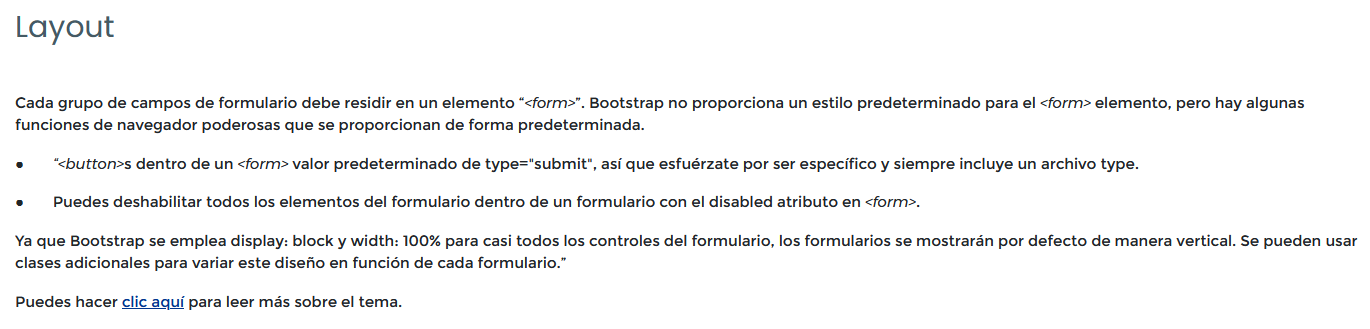 Layout
Cada grupo de campos de formulario debe residir en un elemento “<form>”. Bootstrap no proporciona un estilo predeterminado para el <form> elemento, pero hay algunas
funciones de navegador poderosas que se proporcionan de forma predeterminada.
● “<button>s dentro de un <form> valor predeterminado de type="submit", así que esfuérzate por ser específico y siempre incluye un archivo type.
● Puedes deshabilitar todos los elementos del formulario dentro de un formulario con el disabled atributo en <form>.
Ya que Bootstrap se emplea display: block y width: 100% para casi todos los controles del formulario, los formularios se mostrarán por defecto de manera vertical. Se pueden usar
clases adicionales para variar este diseño en función de cada formulario.”
Puedes hacer clic aquí para leer más sobre el tema.